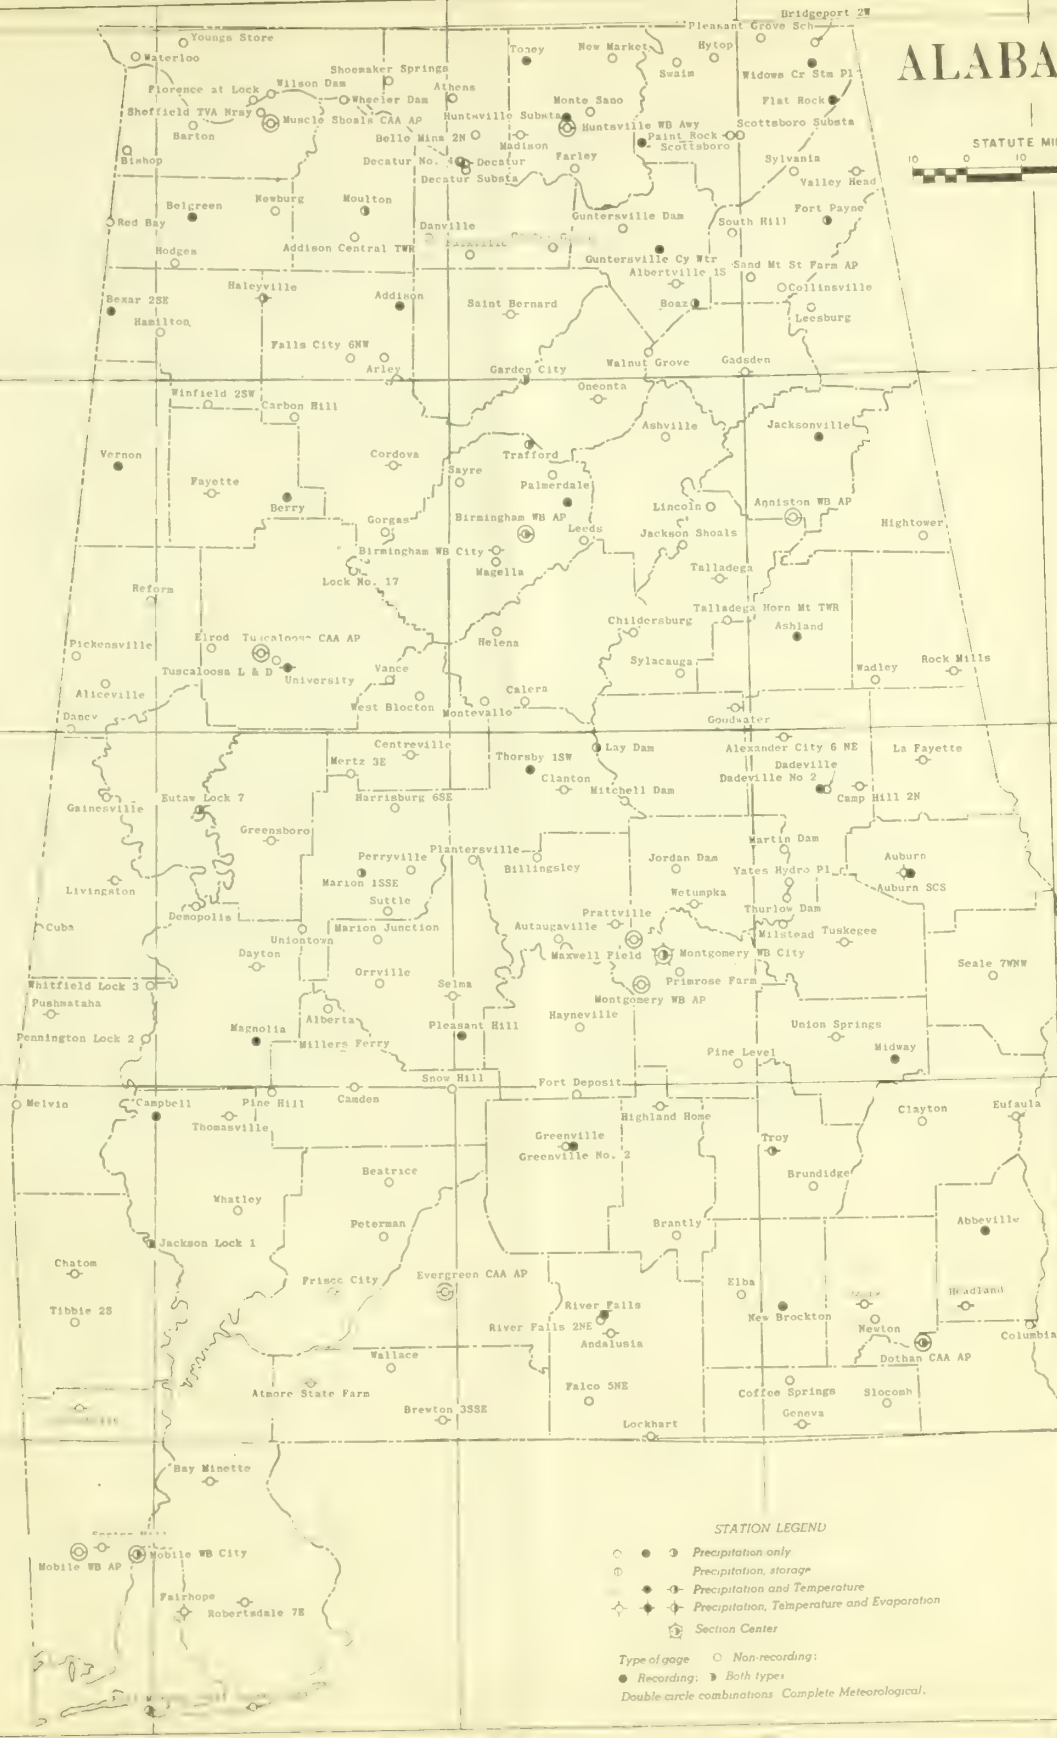 Bridgeport 2W
Pleasant Grove Sch
ALABA
Youngs Store
Toney
New Market
Hytop
Waterloo
Swaim
Widows Cr Stm Pl
Shoemaker Springs
Wilson Dam
Athens
Florence at Lock
Wheeler Dam
Monte Sano
Flat Rock
Sheffield TVA Nrsy
Muscle Shoals CAA AP
Huntsville Substa
Huntsville WB Awy
Scottsboro Substa
Barton
Belle Mina 2N
Madison
Paint Rock
Scottsboro
STATUTE MI
Bishop
Decatur No. 4
Decatur
Farley
Sylvania
10 0 10
Decatur Substa
Valley Head
Belgreen
Newburg
Moulton
Fort Payne
Red Bay
Danville
Guntersville Dam
South Hill
Hodges
Addison Central TWR
Guntersville Cy Wtr
Albertville 1S
Sand Mt St Farm AP
Haleyville
Collinsville
Bexar 2SE
Addison
Saint Bernard
Boaz
Leesburg
Hamilton
Falls City 6NW
Arley
Garden City
Walnut Grove
Gadsden
Oneonta
Winfield 2SW
Carbon Hill
Ashville
Jacksonville
Vernon
Cordova
Trafford
Fayette
Sayre
Palmerdale
Berry
Lincoln
Anniston WB AP
Gorgas
Birmingham WB AP
Leeds
Jackson Shoals
Hightower
Birmingham WB City
Magella
Lock No. 17
Talladega
Reform
Talladega Horn Mt TWR
Childersburg
Ashland
Pickensville
Elrod
Tuscaloosa CAA AP
Helena
Tuscaloosa L & D
University
Vance
Sylacauga
Wadley
Rock Mills
Aliceville
West Blocton
Calera
Montevallo
Dancy
Goodwater
Centreville
Lay Dam
Alexander City 6 NE
La Fayette
Mertz 3E
Thorsby 1SW
Dadeville
Clanton
Dadeville No 2
Gainesville
Eutaw Lock 7
Harrisburg 6SE
Mitchell Dam
Camp Hill 2N
Greensboro
Martin Dam
Perryville
Plantersville
Billingsley
Jordan Dam
Yates Hydro Pl
Auburn
Livingston
Marion 1SSE
Auburn SCS
Suttle
Wetumpka
Demopolis
Prattville
Thurlow Dam
Cuba
Uniontown
Marion Junction
Autaugaville
Milstead
Tuskegee
Dayton
Maxwell Field
Montgomery WB City
Orrville
Primrose Farm
Seale 7WNW
Whitfield Lock 3
Selma
Pushmataha
Alberta
Montgomery WB AP
Magnolia
Pleasant Hill
Hayneville
Union Springs
Pennington Lock 2
Millers Ferry
Pine Level
Midway
Snow Hill
Fort Deposit
Melvin
Campbell
Pine Hill
Camden
Clayton
Eufaula
Thomasville
Highland Home
Greenville
Troy
Greenville No. 2
Beatrice
Brundidge
Whatley
Peterman
Brantly
Abbeville
Jackson Lock 1
Chatom
Frisco City
Evergreen CAA AP
Elba
Headland
Tibbie 2S
River Falls
New Brockton
Newton
River Falls 2NE
Andalusia
Columbia
Dothan CAA AP
Wallace
Atmore State Farm
Falco 5NE
Coffee Springs
Slocomb
Brewton 3SSE
Geneva
Lockhart
Bay Minette
Mobile WB AP
Mobile WB City
Fairhope
Robertsdale 7E
STATION LEGEND
Precipitation only
Precipitation, storage
Precipitation and Temperature
Precipitation, Temperature and Evaporation
Section Center
Type of gage Non-recording:
Recording: Both types
Double circle combinations Complete Meteorological.